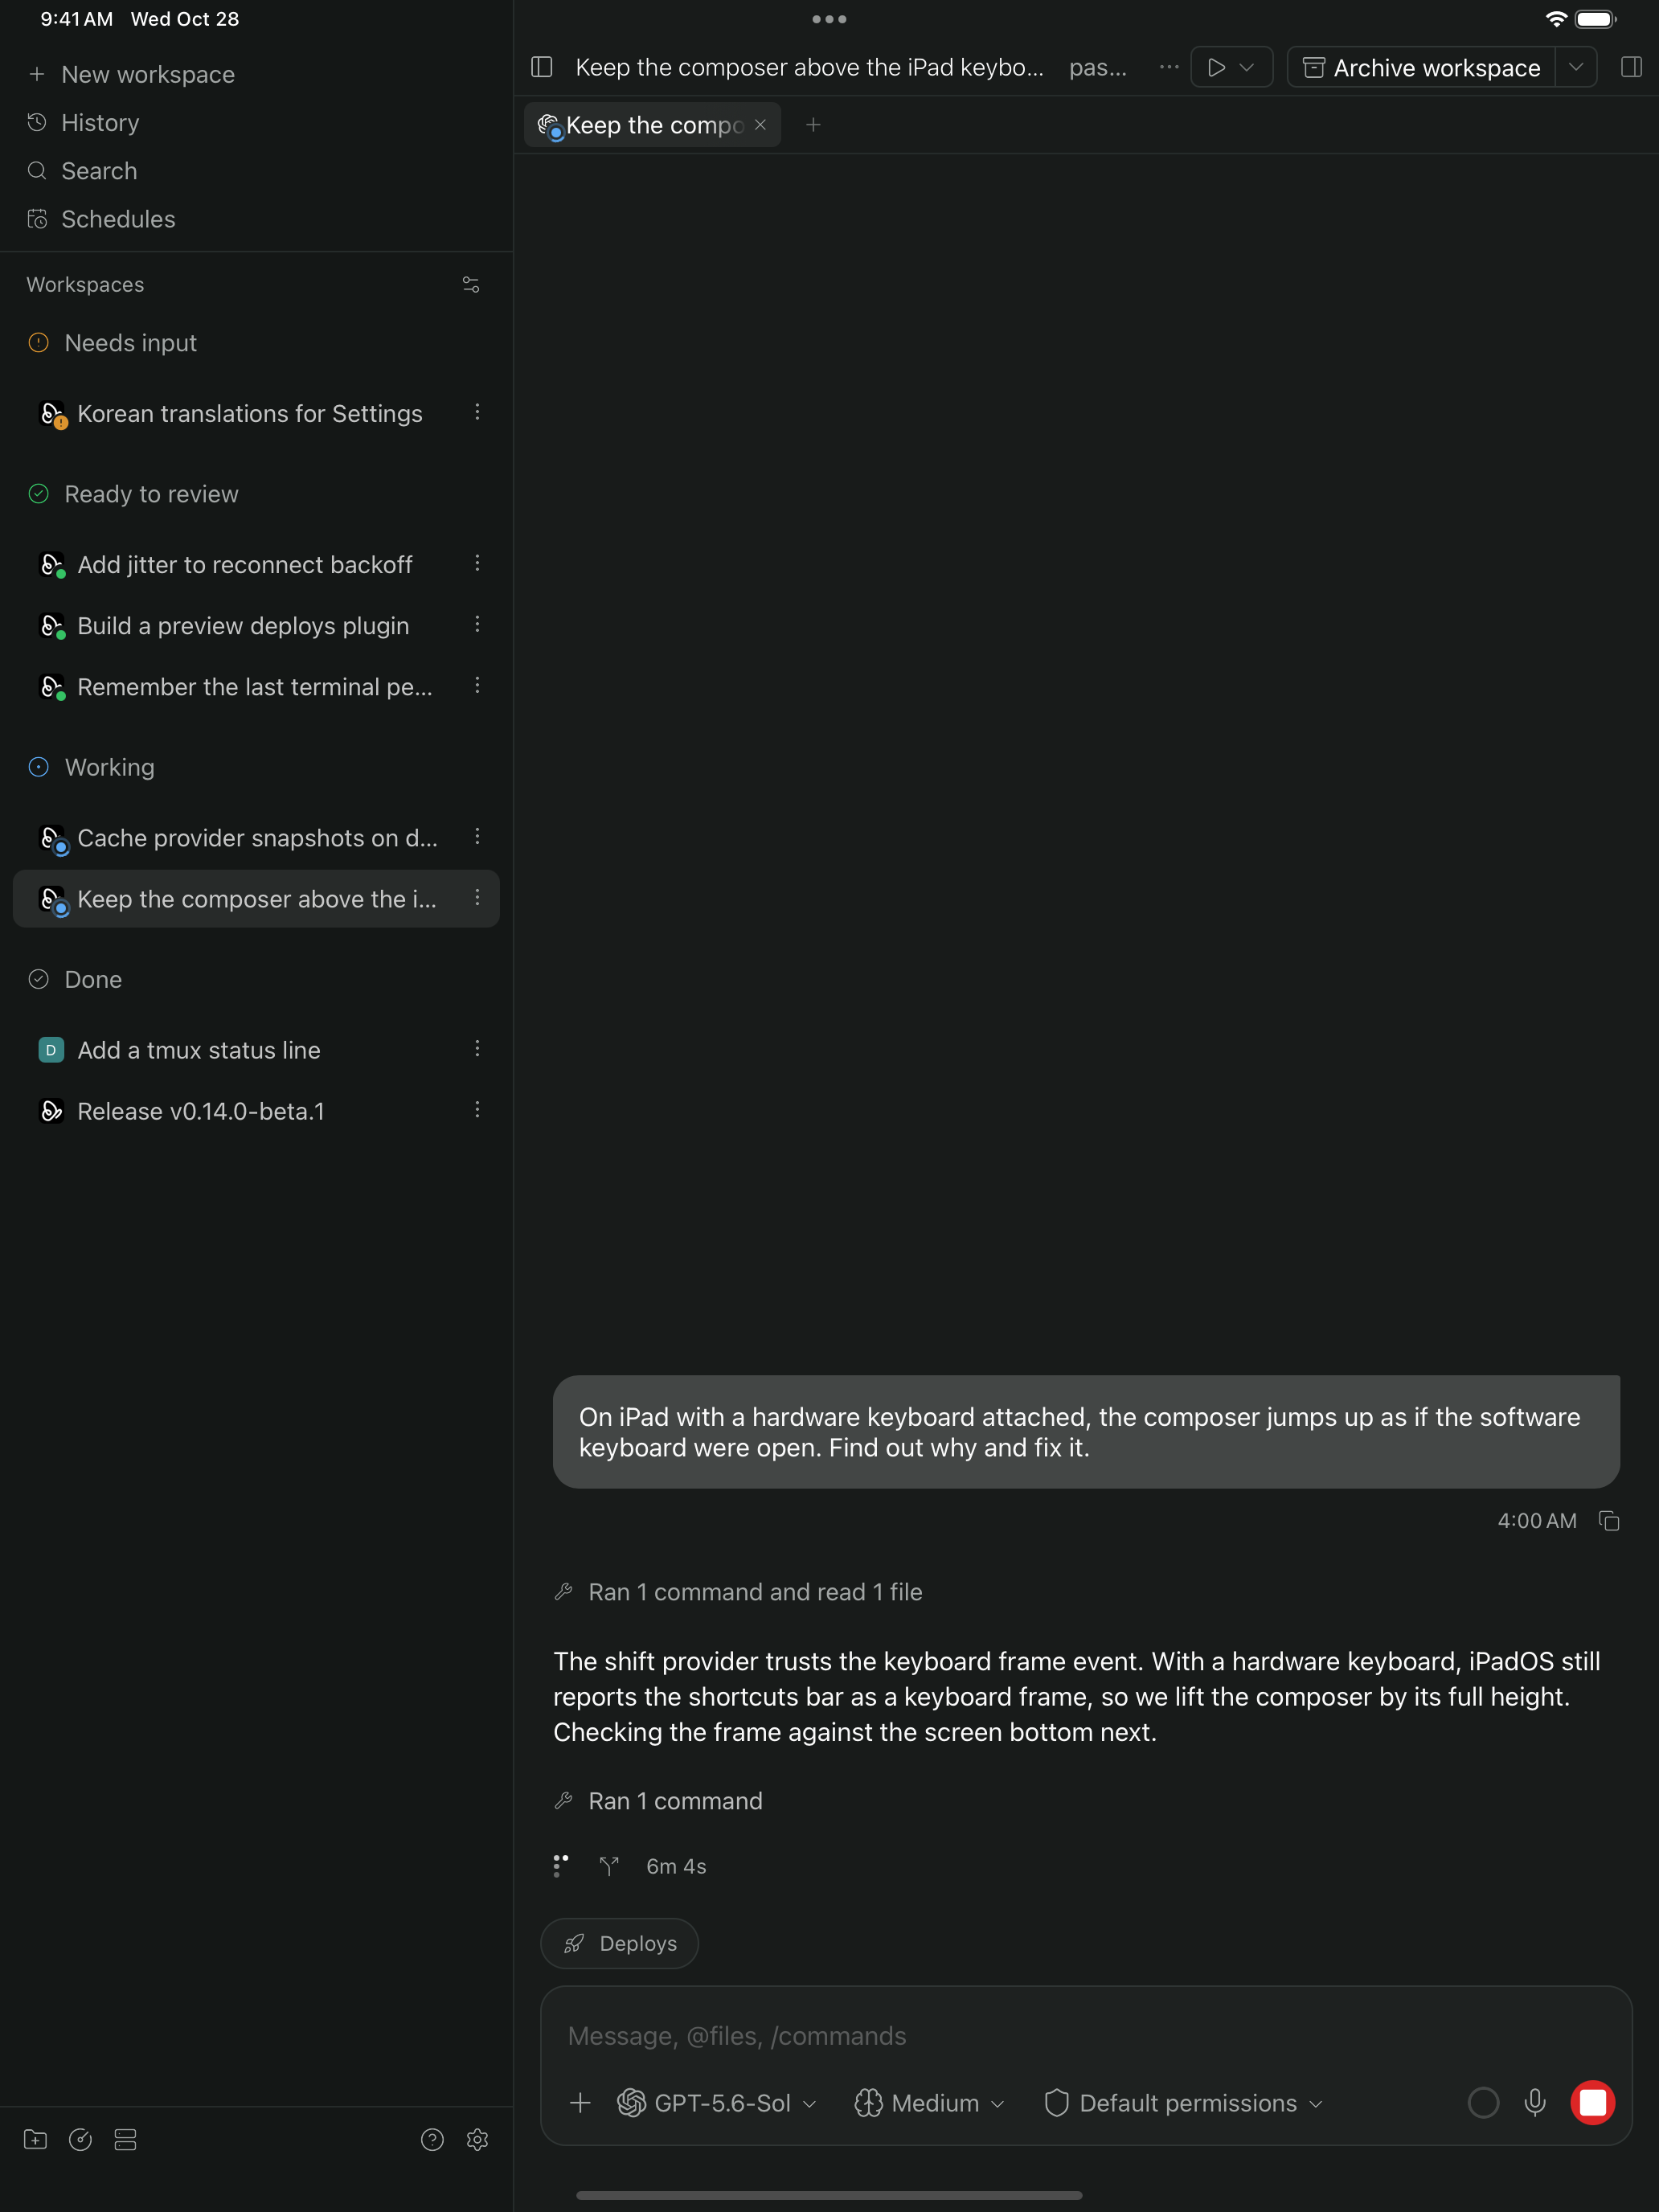 9:41 AM Wed Oct 28
New workspace
History
Search
Schedules
Workspaces
Needs input
Korean translations for Settings
Ready to review
Add jitter to reconnect backoff
Build a preview deploys plugin
Remember the last terminal pe...
Working
Cache provider snapshots on d...
Keep the composer above the i...
Done
D Add a tmux status line
Release v0.14.0-beta.1
Keep the composer above the iPad keybo... pas... Archive workspace
Keep the compo
On iPad with a hardware keyboard attached, the composer jumps up as if the software
keyboard were open. Find out why and fix it.
4:00 AM
Ran 1 command and read 1 file
The shift provider trusts the keyboard frame event. With a hardware keyboard, iPadOS still
reports the shortcuts bar as a keyboard frame, so we lift the composer by its full height.
Checking the frame against the screen bottom next.
Ran 1 command
6m 4s
Deploys
Message, @files, /commands
GPT-5.6-Sol Medium Default permissions